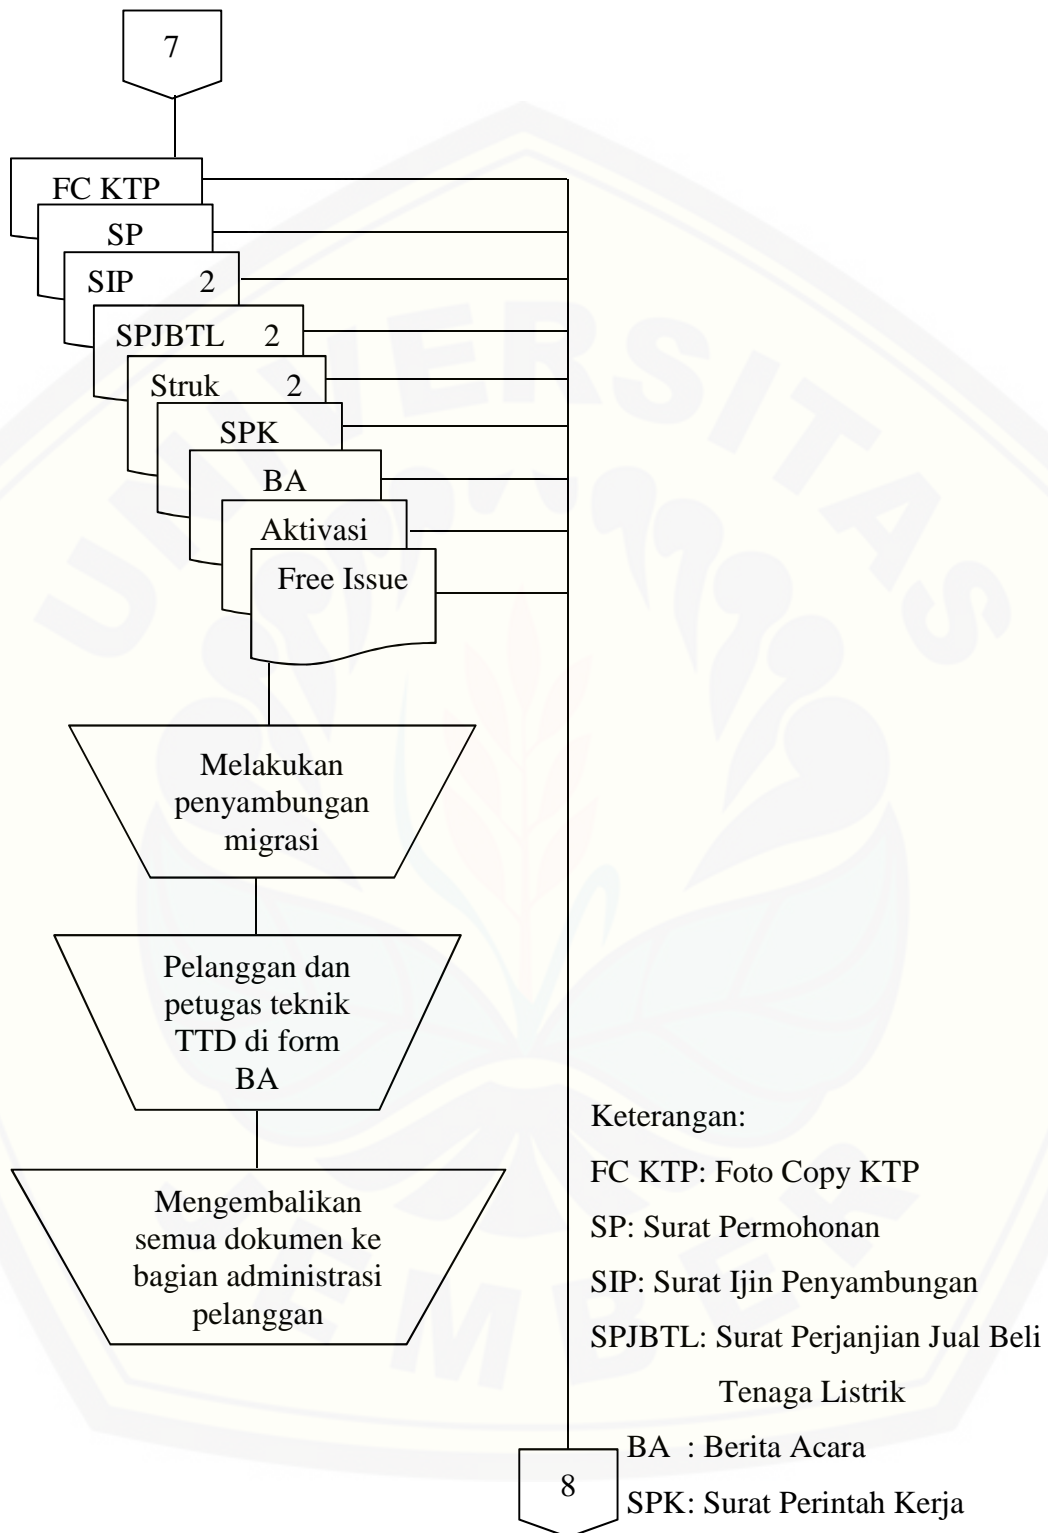 7
FC KTP
SP
SIP 2
SPJBTL 2
Struk 2
SPK
BA
Aktivasi
Free Issue
Melakukan
penyambungan
migrasi
Pelanggan dan
petugas teknik
TTD di form
BA
Mengembalikan
semua dokumen ke
bagian administrasi
pelanggan
Keterangan:
FC KTP: Foto Copy KTP
SP: Surat Permohonan
SIP: Surat Ijin Penyambungan
SPJBTL: Surat Perjanjian Jual Beli
Tenaga Listrik
BA : Berita Acara
SPK: Surat Perintah Kerja
8
UNIVERSITAS
JEMBER